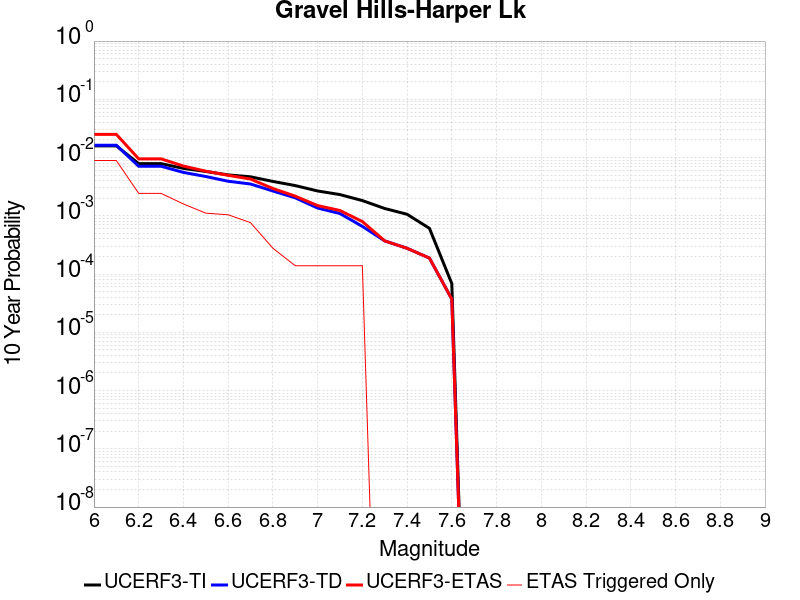 Gravel Hills-Harper Lk
10^0
10^-1
10^-2
10^-3
10^-4
10^-5
10^-6
10^-7
10^-8
10 Year Probability
6 6.2 6.4 6.6 6.8 7 7.2 7.4 7.6 7.8 8 8.2 8.4 8.6 8.8 9
Magnitude
UCERF3-TI UCERF3-TD UCERF3-ETAS ETAS Triggered Only